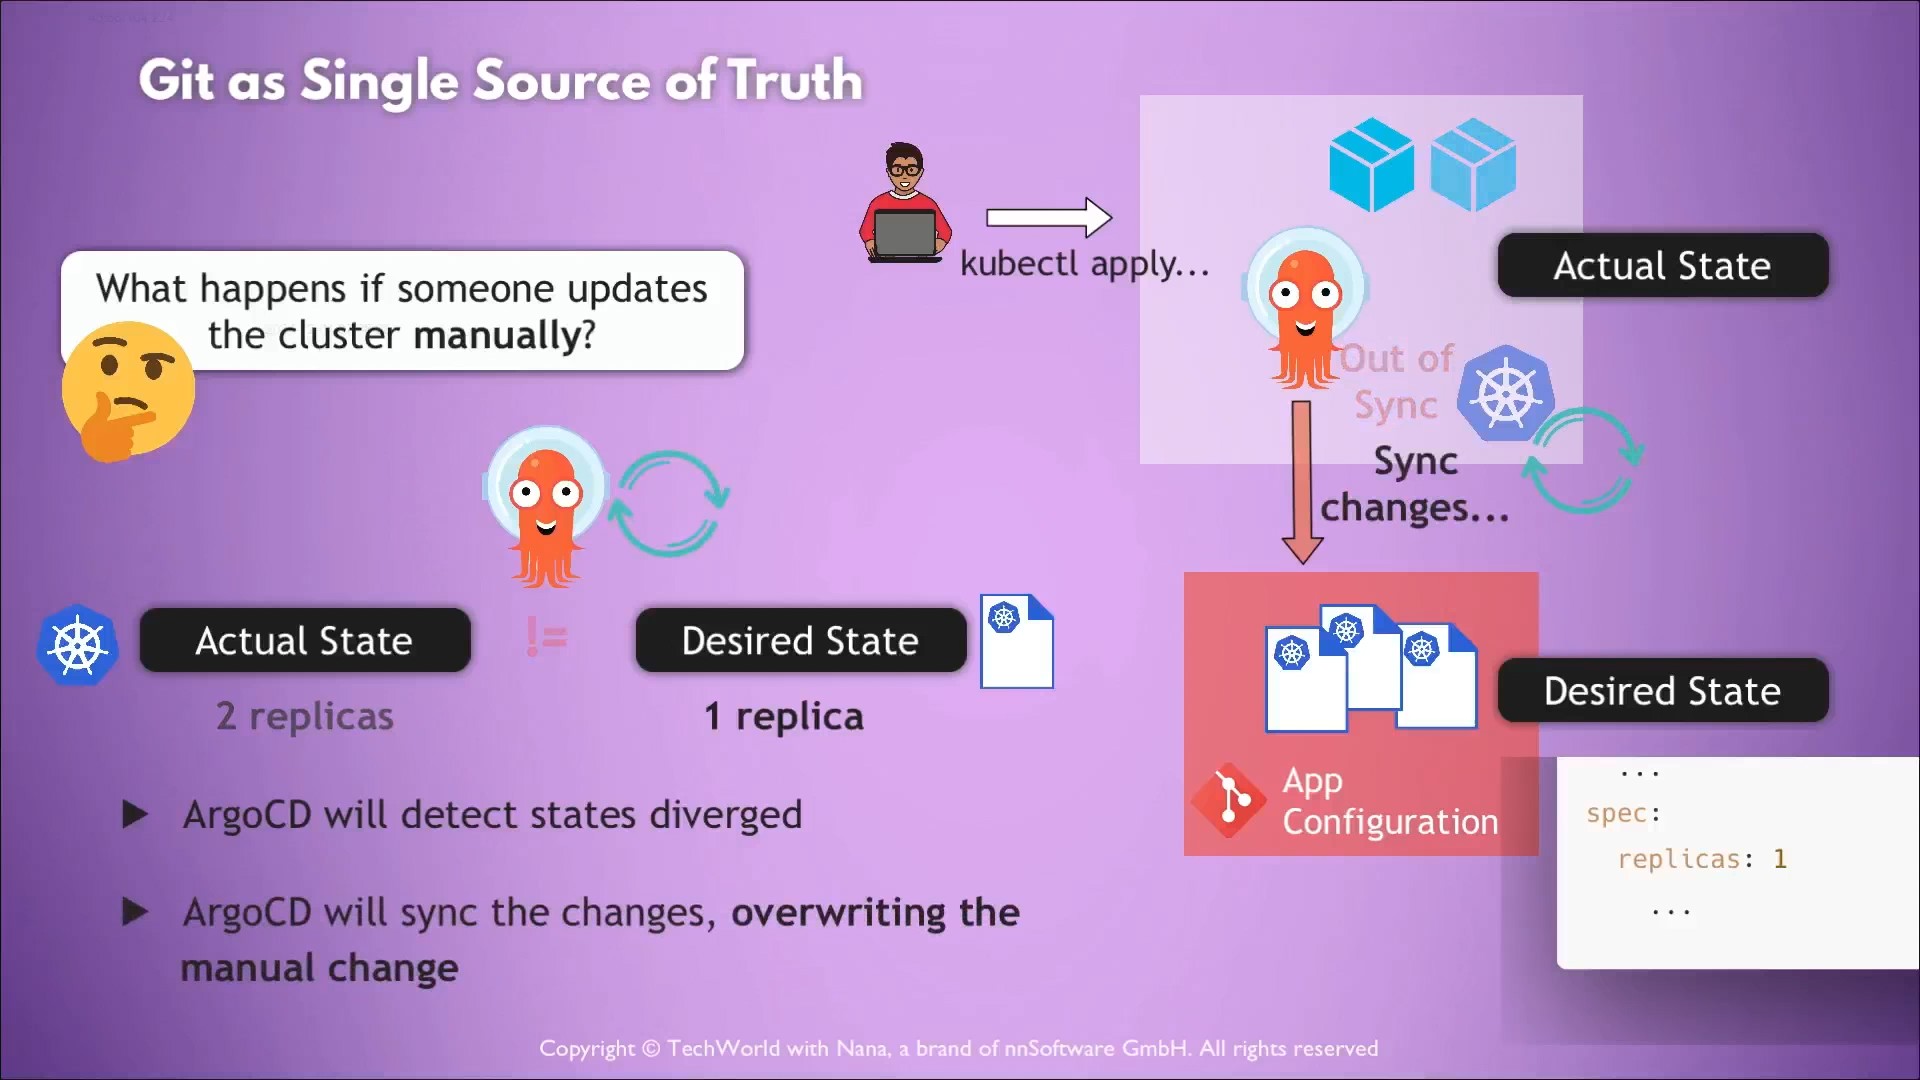 Git as Single Source of Truth
What happens if someone updates
the cluster manually?
kubectl apply...
Actual State
Out of
Sync
Sync
changes...
Actual State
!=
Desired State
2 replicas
1 replica
Desired State
App
Configuration
...
spec:
replicas: 1
...
► ArgoCD will detect states diverged
► ArgoCD will sync the changes, overwriting the
manual change
Copyright © TechWorld with Nana, a brand of nnSoftware GmbH. All rights reserved